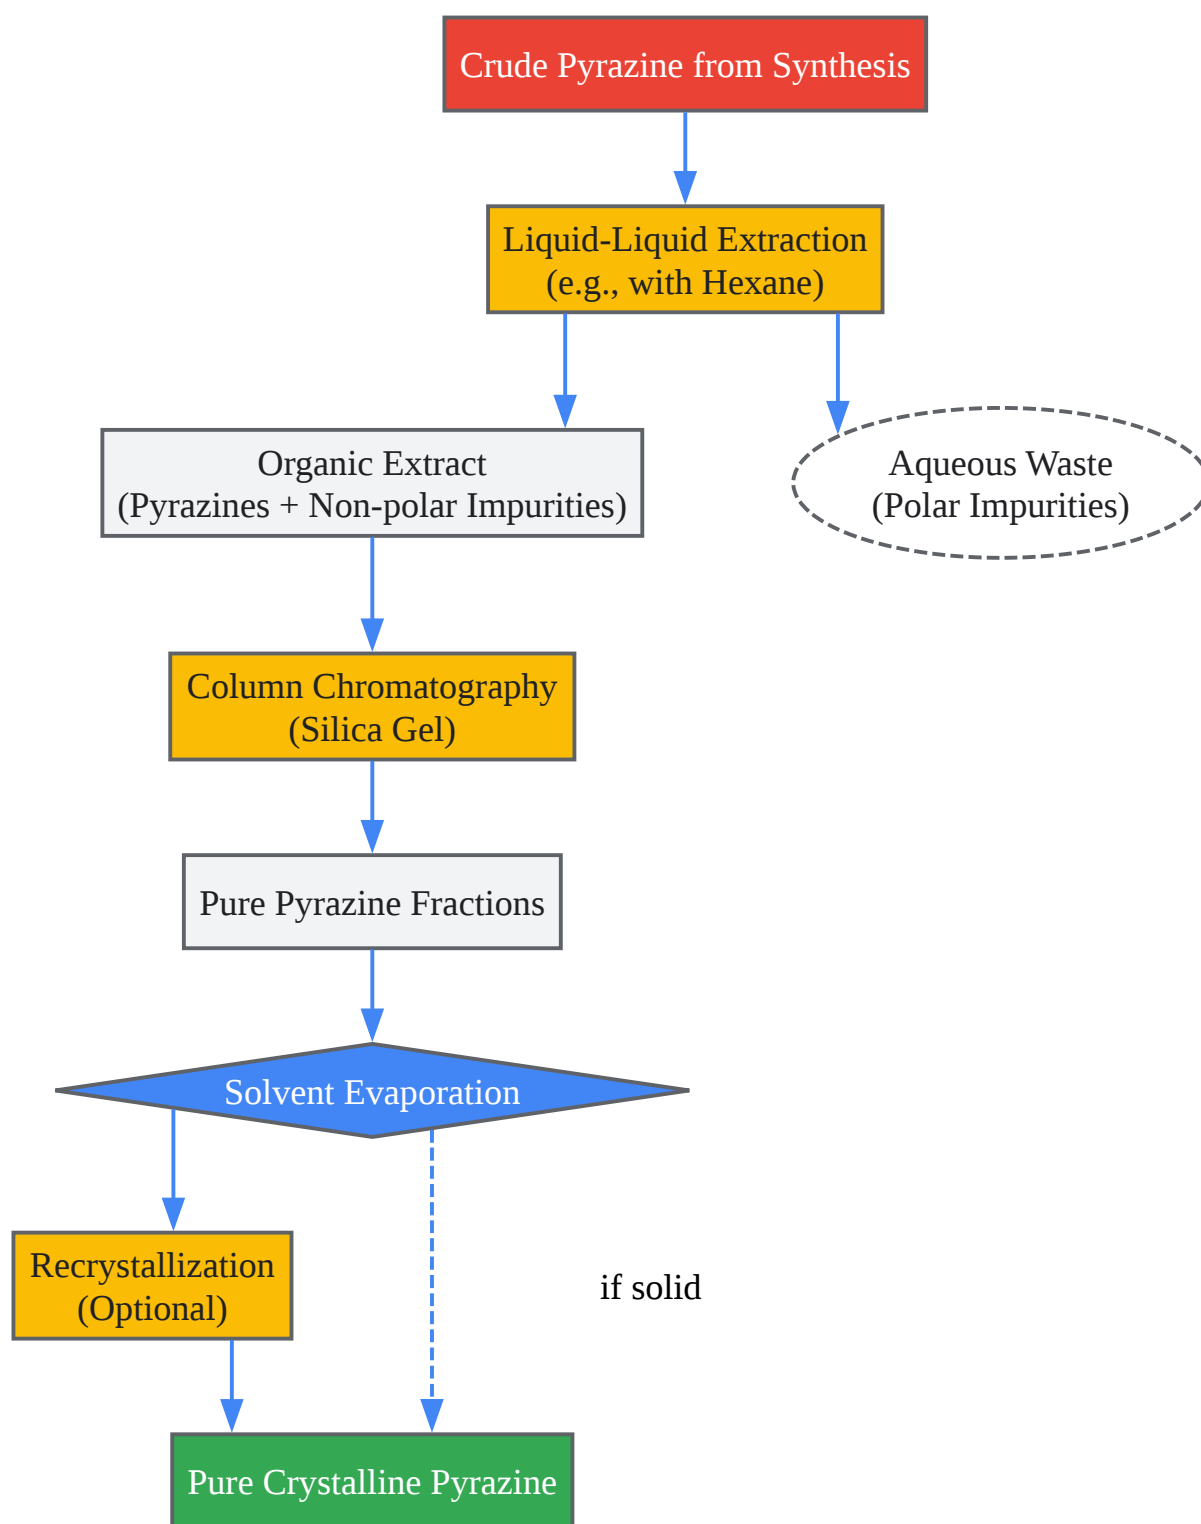 Crude Pyrazine from Synthesis
Liquid-Liquid Extraction
(e.g., with Hexane)
Organic Extract
(Pyrazines + Non-polar Impurities)
Aqueous Waste
(Polar Impurities)
Column Chromatography
(Silica Gel)
Pure Pyrazine Fractions
Solvent Evaporation
Recrystallization
(Optional)
if solid
Pure Crystalline Pyrazine